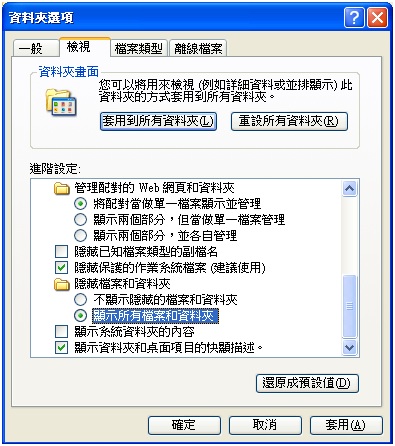 資料夾選項
一般
檢視
檔案類型
離線檔案
資料夾畫面
您可以將用來檢視 (例如詳細資料或並排顯示) 此
資料夾的方式套用到所有資料夾。
套用到所有資料夾(L)
重設所有資料夾(R)
進階設定:
管理配對的 Web 網頁和資料夾
將配對當做單一檔案顯示並管理
顯示兩個部分，但當做單一檔案管理
顯示兩個部分，並各自管理
隱藏已知檔案類型的副檔名
隱藏保護的作業系統檔案 (建議使用)
隱藏檔案和資料夾
不顯示隱藏的檔案和資料夾
顯示所有檔案和資料夾
顯示系統資料夾的內容
顯示資料夾和桌面項目的快顯描述。
還原成預設值(D)
確定
取消
套用(A)